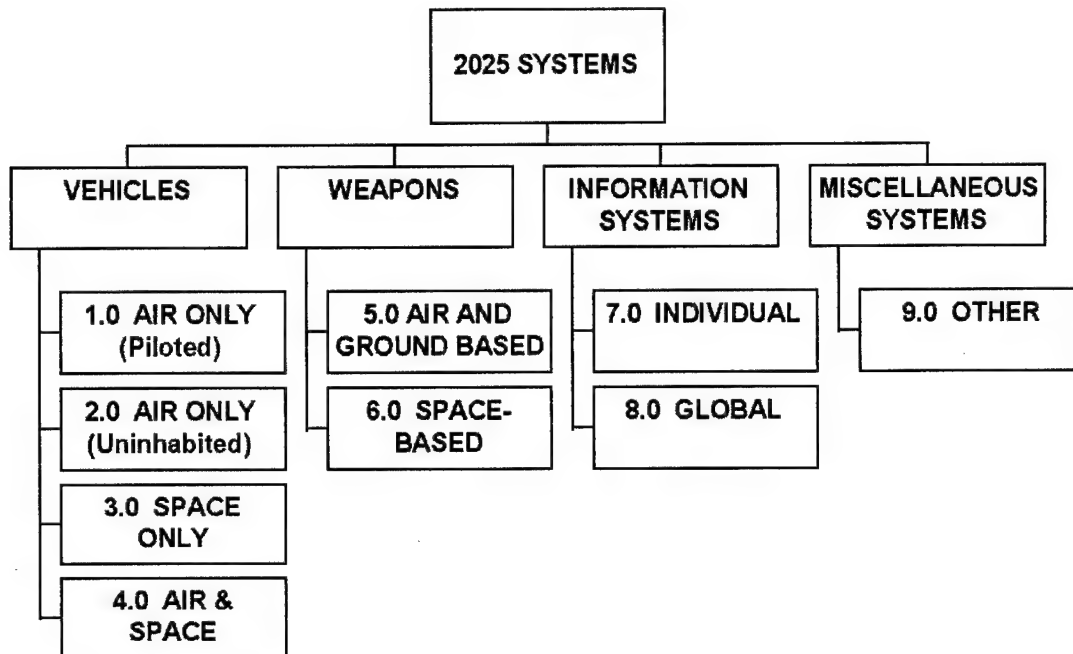 2025 SYSTEMS
VEHICLES
WEAPONS
INFORMATION
SYSTEMS
MISCELLANEOUS
SYSTEMS
1.0 AIR ONLY
(Piloted)
2.0 AIR ONLY
(Uninhabited)
3.0 SPACE
ONLY
4.0 AIR &
SPACE
5.0 AIR AND
GROUND BASED
6.0 SPACE-
BASED
7.0 INDIVIDUAL
8.0 GLOBAL
9.0 OTHER